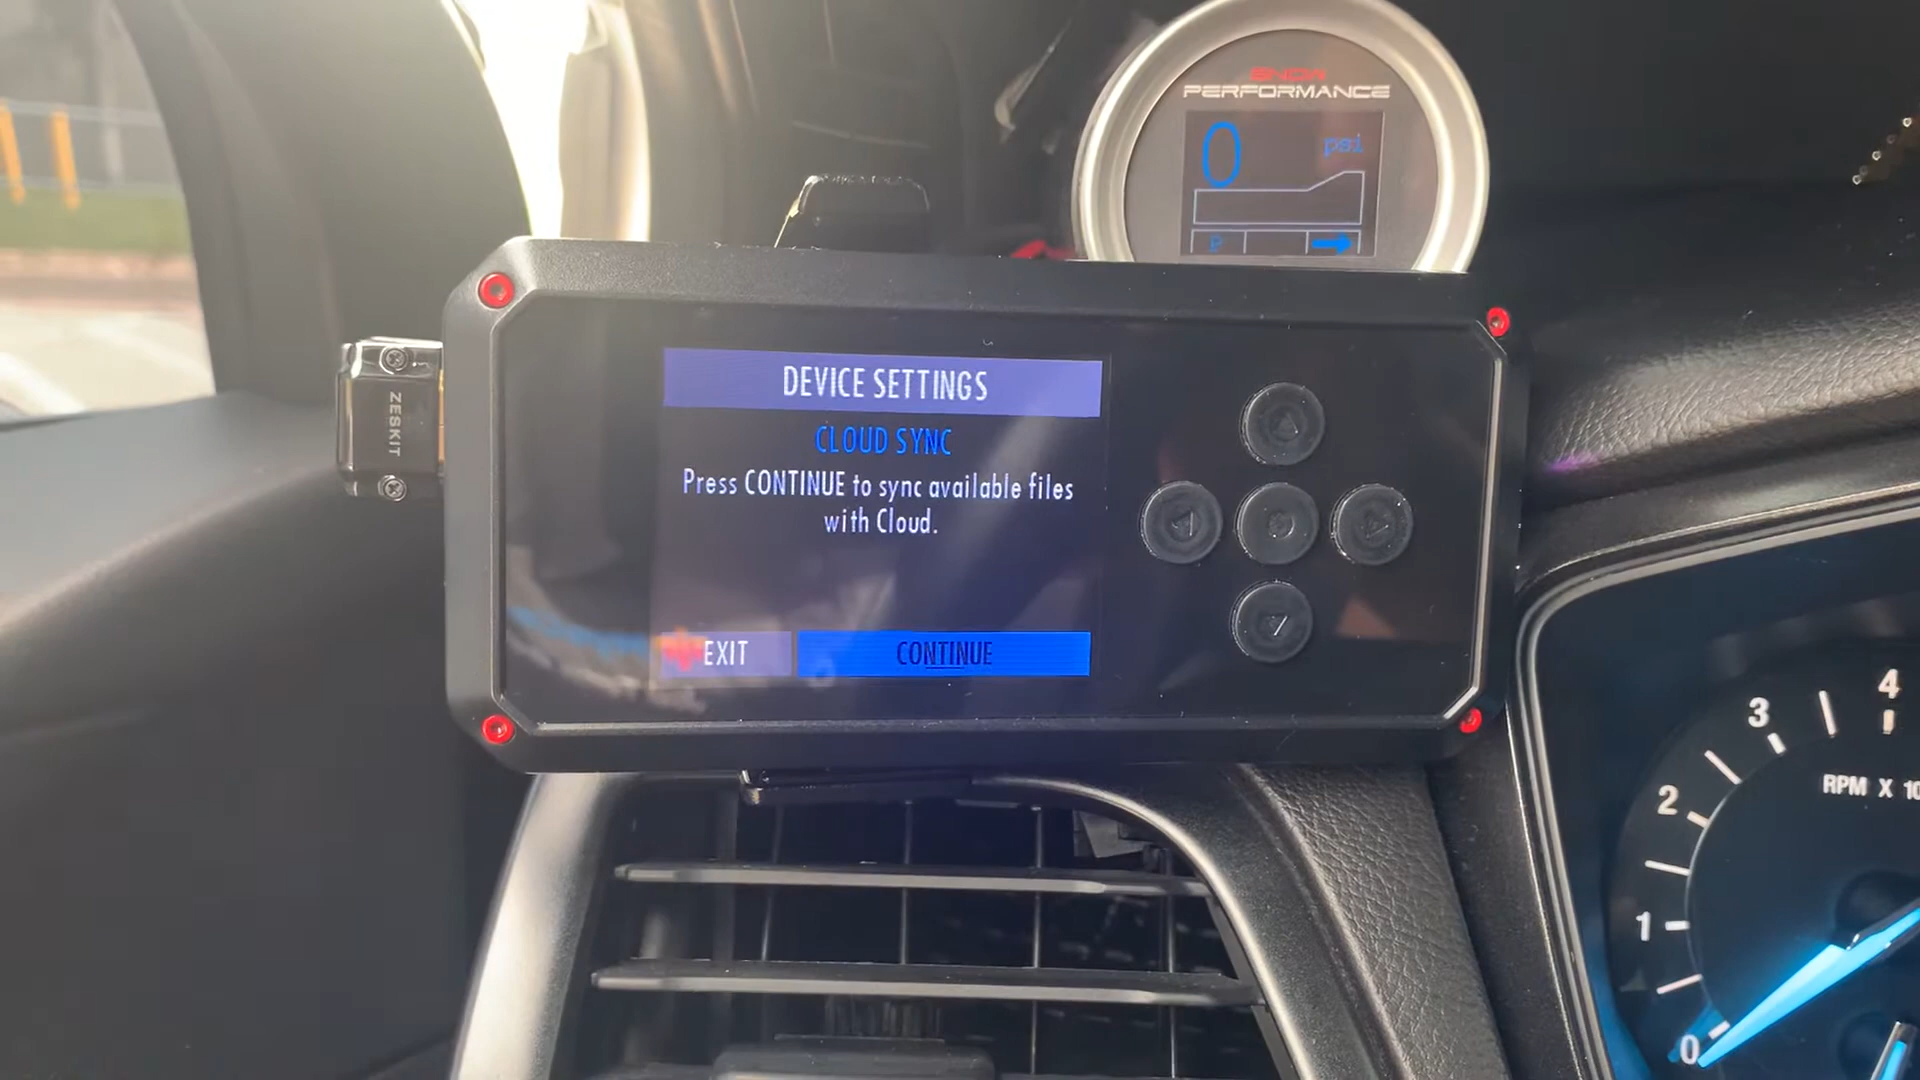 SNOW
PERFORMANCE
0 psi
P
ZESKIT
DEVICE SETTINGS
CLOUD SYNC
Press CONTINUE to sync available files
with Cloud.
EXIT
CONTINUE
4
3
2
1
0
RPM X 10